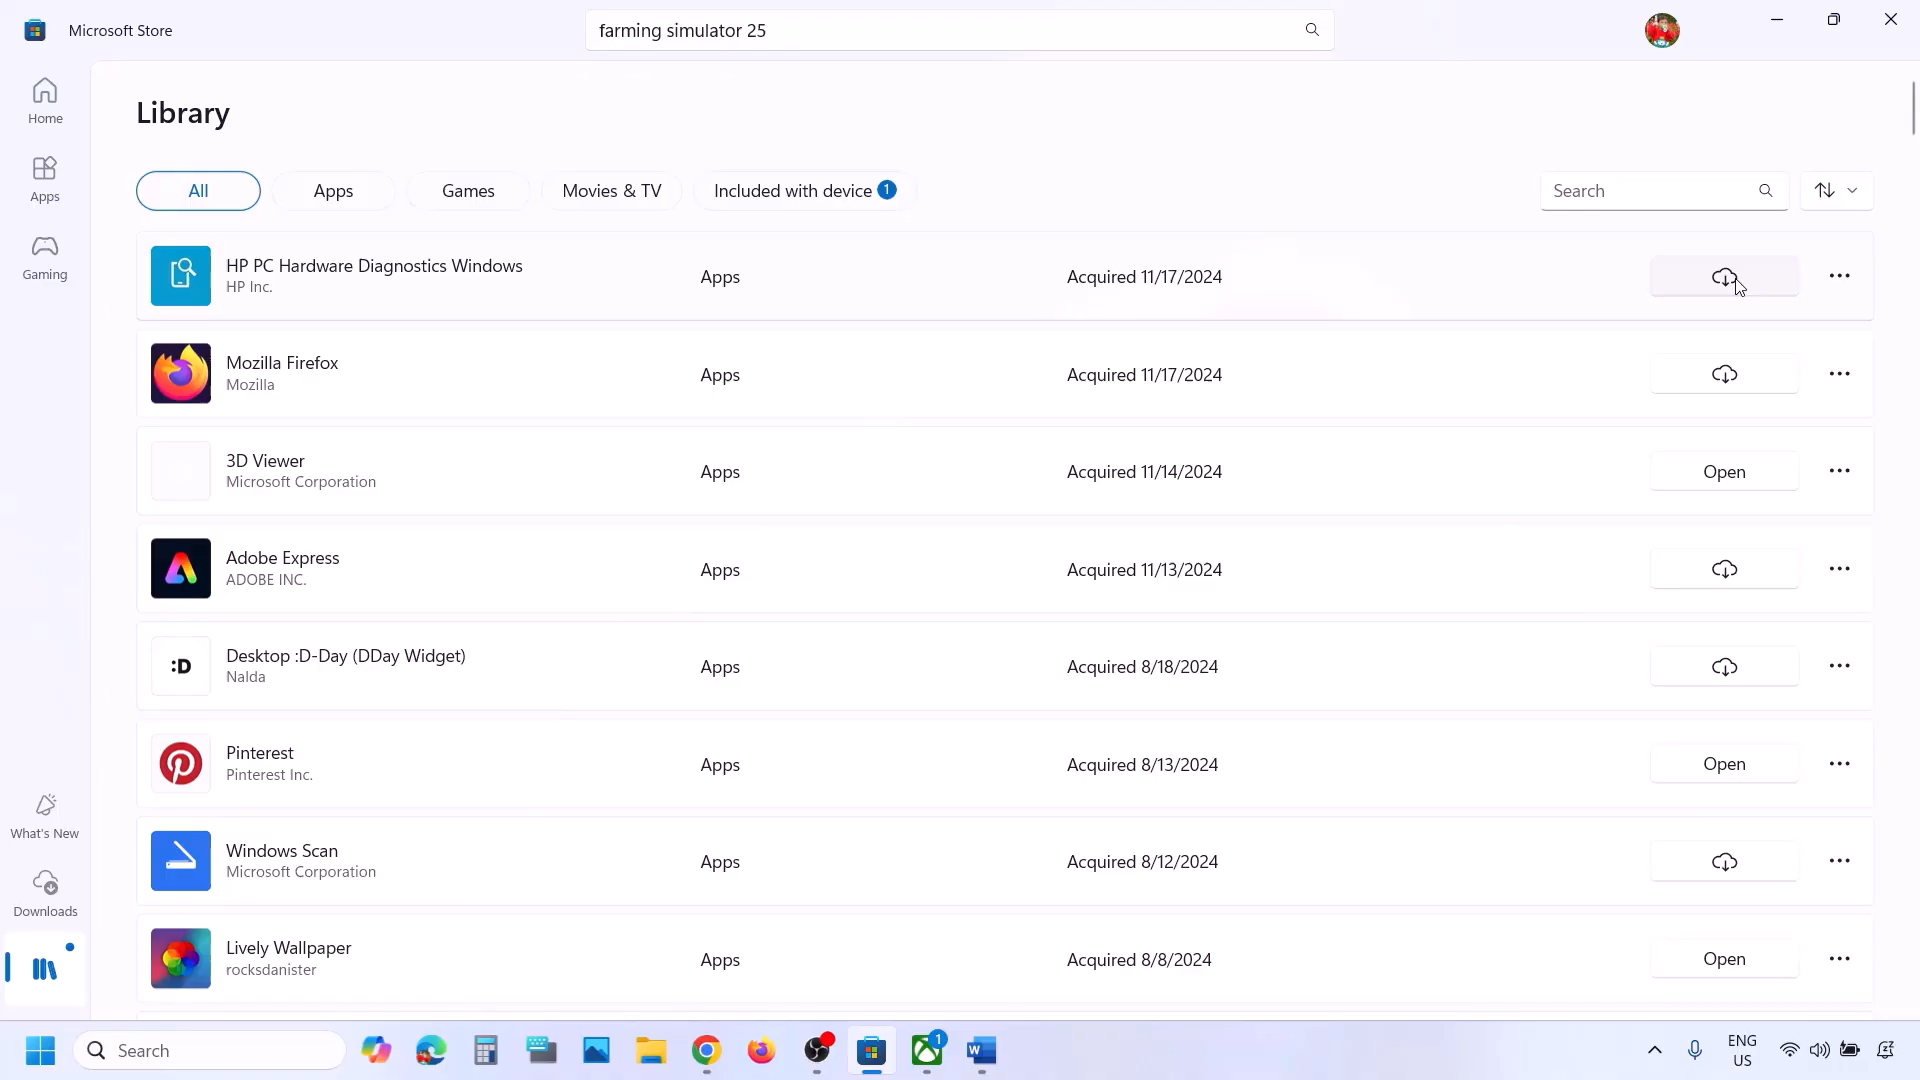 Microsoft Store
farming simulator 25
Home
Apps
Gaming
What's New
Downloads
Library
All
Apps
Games
Movies & TV
Included with device 1
Search
HP PC Hardware Diagnostics Windows
HP Inc.
Apps
Acquired 11/17/2024
Mozilla Firefox
Mozilla
Apps
Acquired 11/17/2024
3D Viewer
Microsoft Corporation
Apps
Acquired 11/14/2024
Open
Adobe Express
ADOBE INC.
Apps
Acquired 11/13/2024
:D
Desktop :D-Day (DDay Widget)
Nalda
Apps
Acquired 8/18/2024
Pinterest
Pinterest Inc.
Apps
Acquired 8/13/2024
Open
Windows Scan
Microsoft Corporation
Apps
Acquired 8/12/2024
Lively Wallpaper
rocksdanister
Apps
Acquired 8/8/2024
Open
Search
1
ENG
US